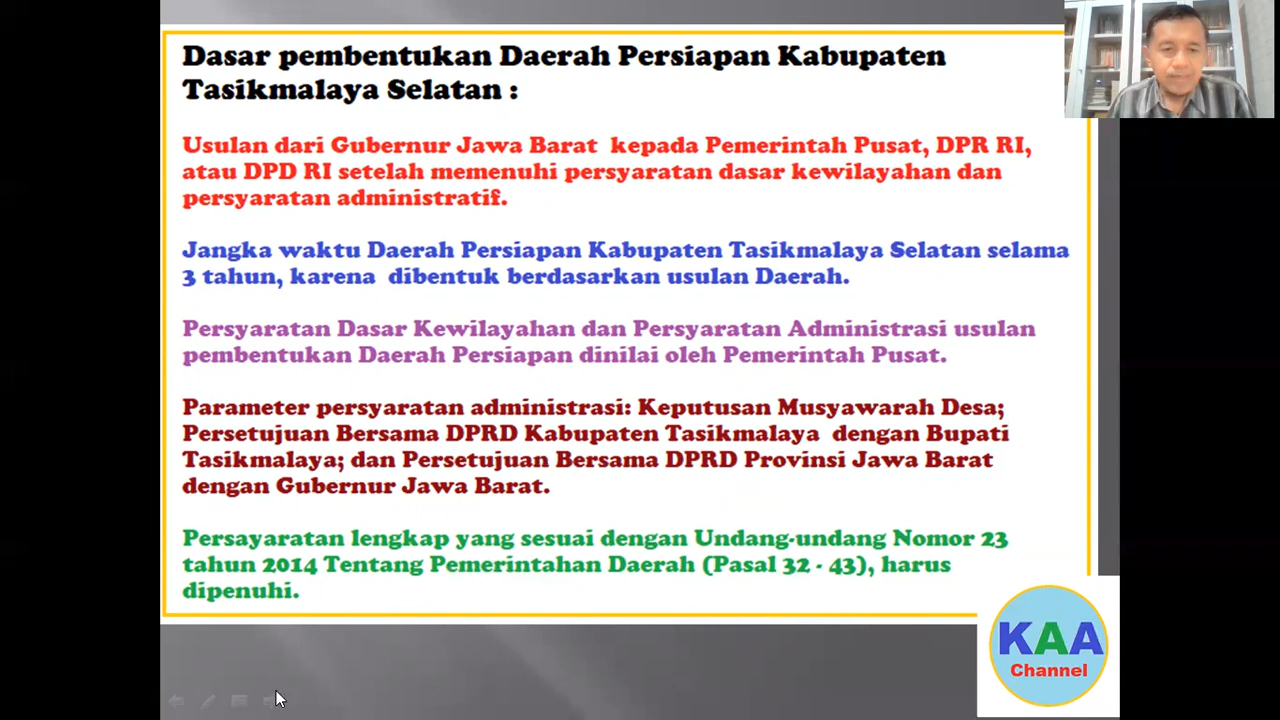 Dasar pembentukan Daerah Persiapan Kabupaten
Tasikmalaya Selatan :
Usulan dari Gubernur Jawa Barat kepada Pemerintah Pusat, DPR RI,
atau DPD RI setelah memenuhi persyaratan dasar kewilayahan dan
persyaratan administratif.
Jangka waktu Daerah Persiapan Kabupaten Tasikmalaya Selatan selama
3 tahun, karena dibentuk berdasarkan usulan Daerah.
Persyaratan Dasar Kewilayahan dan Persyaratan Administrasi usulan
pembentukan Daerah Persiapan dinilai oleh Pemerintah Pusat.
Parameter persyaratan administrasi: Keputusan Musyawarah Desa;
Persetujuan Bersama DPRD Kabupaten Tasikmalaya dengan Bupati
Tasikmalaya; dan Persetujuan Bersama DPRD Provinsi Jawa Barat
dengan Gubernur Jawa Barat.
Persayaratan lengkap yang sesuai dengan Undang-undang Nomor 23
tahun 2014 Tentang Pemerintahan Daerah (Pasal 32 - 43), harus
dipenuhi.
KAA
Channel